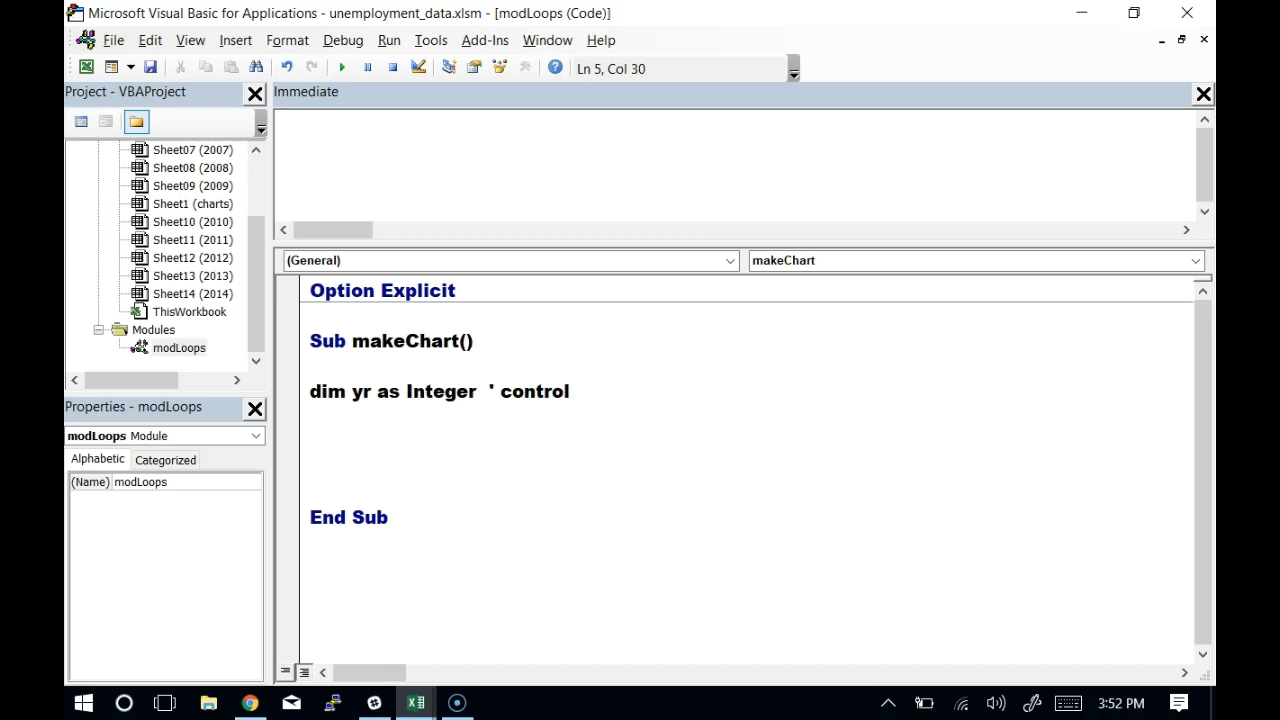 Microsoft Visual Basic for Applications - unemployment_data.xlsm - [modLoops (Code)]
File Edit View Insert Format Debug Run Tools Add-Ins Window Help
Ln 5, Col 30
Project - VBAProject
Immediate
Sheet07 (2007)
Sheet08 (2008)
Sheet09 (2009)
Sheet1 (charts)
Sheet10 (2010)
Sheet11 (2011)
Sheet12 (2012)
Sheet13 (2013)
Sheet14 (2014)
ThisWorkbook
Modules
modLoops
Properties - modLoops
modLoops Module
Alphabetic Categorized
(Name) modLoops
(General) makeChart
Option Explicit
Sub makeChart()
dim yr as Integer ' control
End Sub
3:52 PM